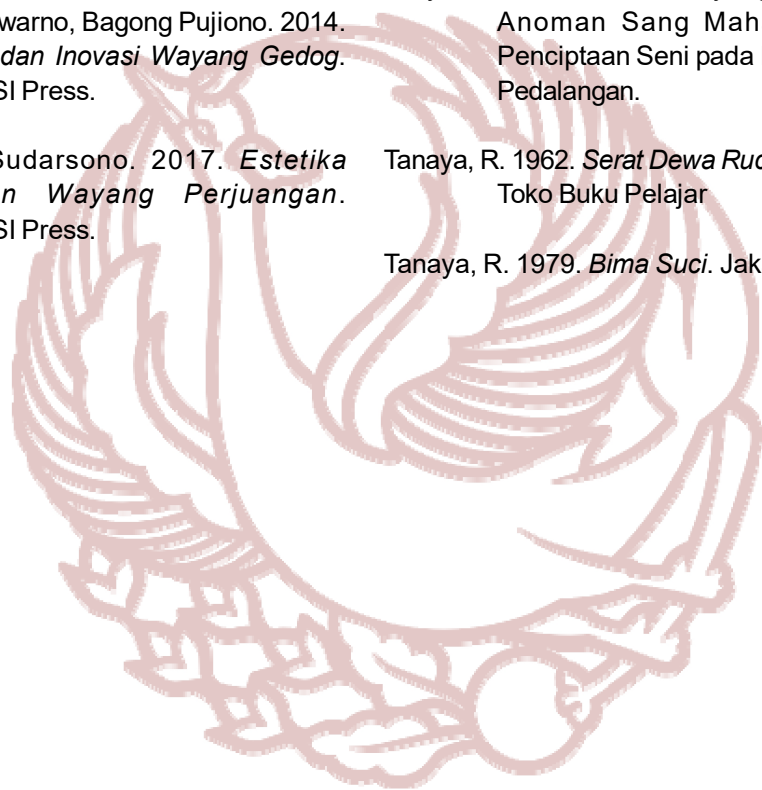 warno, Bagong Pujiono. 2014.
dan Inovasi Wayang Gedog.
SI Press.
Sudarsono. 2017. Estetika
n Wayang Perjuangan.
SI Press.
Anoman Sang Mah
Penciptaan Seni pada
Pedalangan.
Tanaya, R. 1962. Serat Dewa Ruc
Toko Buku Pelajar
Tanaya, R. 1979. Bima Suci. Jak